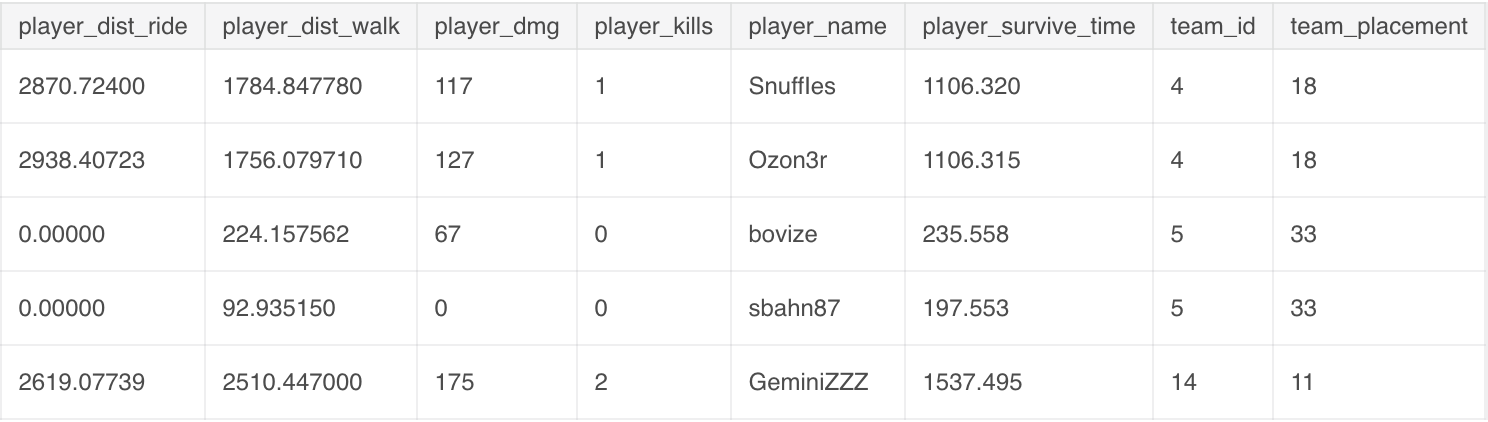 player_dist_ride player_dist_walk player_dmg player_kills player_name player_survive_time team_id team_placement
2870.72400 1784.847780 117 1 Snuffles 1106.320 4 18
2938.40723 1756.079710 127 1 Ozon3r 1106.315 4 18
0.00000 224.157562 67 0 bovize 235.558 5 33
0.00000 92.935150 0 0 sbahn87 197.553 5 33
2619.07739 2510.447000 175 2 GeminiZZZ 1537.495 14 11